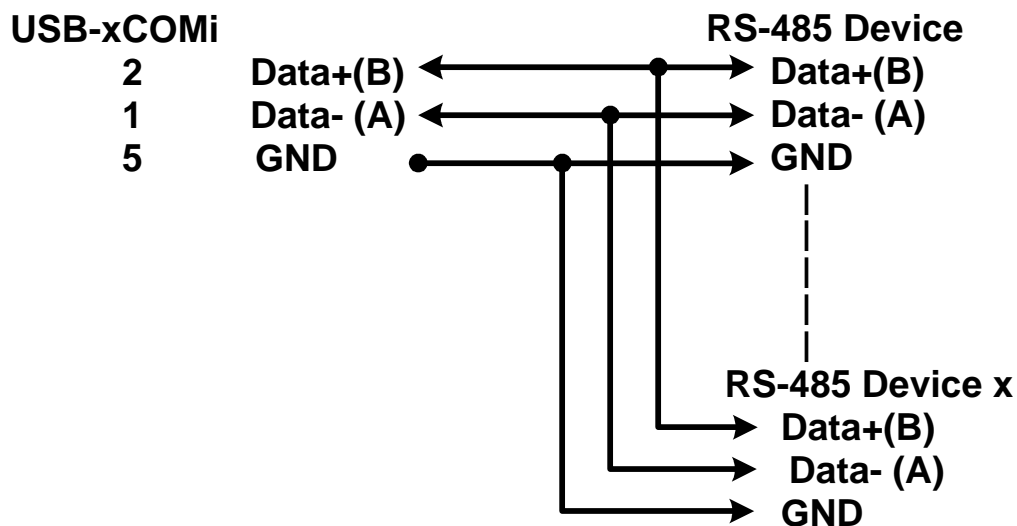 USB-xCOMi RS-485 Device
2 Data+(B) Data+(B)
1 Data- (A) Data- (A)
5 GND GND
RS-485 Device x
Data+(B)
Data- (A)
GND